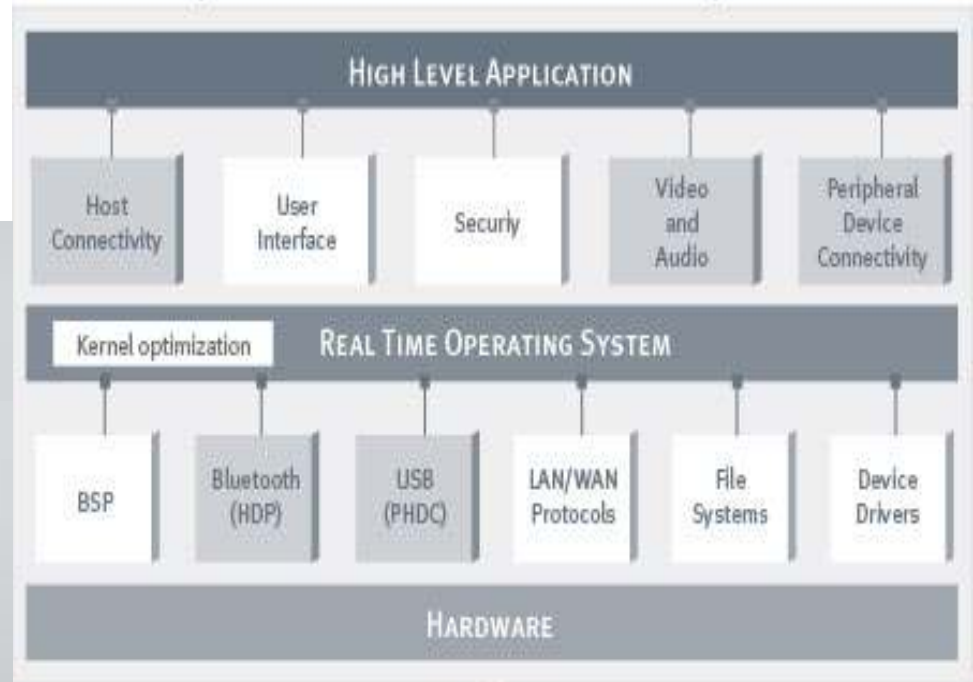 HIGH LEVEL APPLICATION
Host
Connectivity
User
Interface
Securly
Video
and
Audio
Peripheral
Device
Connectivity
Kernel optimization
REAL TIME OPERATING SYSTEM
BSP
Bluetooth
(HDP)
USB
(PHDC)
LAN/WAN
Protocols
File
Systems
Device
Drivers
HARDWARE